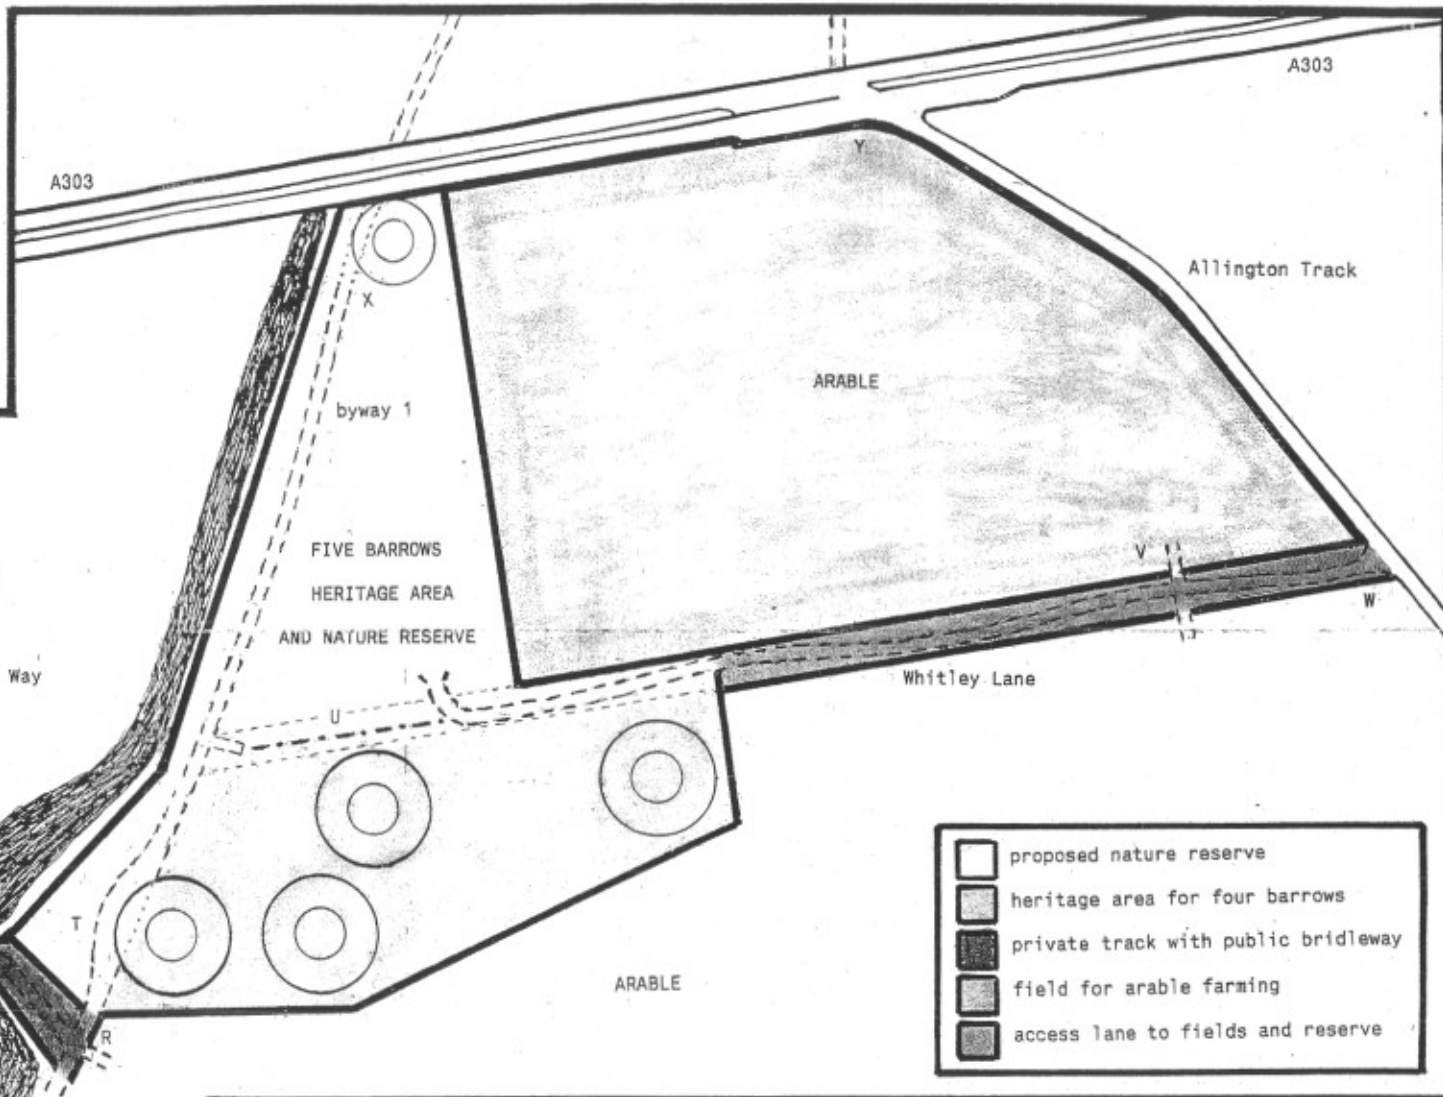 A303
A303
Y
X
Allington Track
ARABLE
byway 1
FIVE BARROWS
HERITAGE AREA
AND NATURE RESERVE
V
W
Way
Whitley Lane
U
T
R
ARABLE
proposed nature reserve
heritage area for four barrows
private track with public bridleway
field for arable farming
access lane to fields and reserve